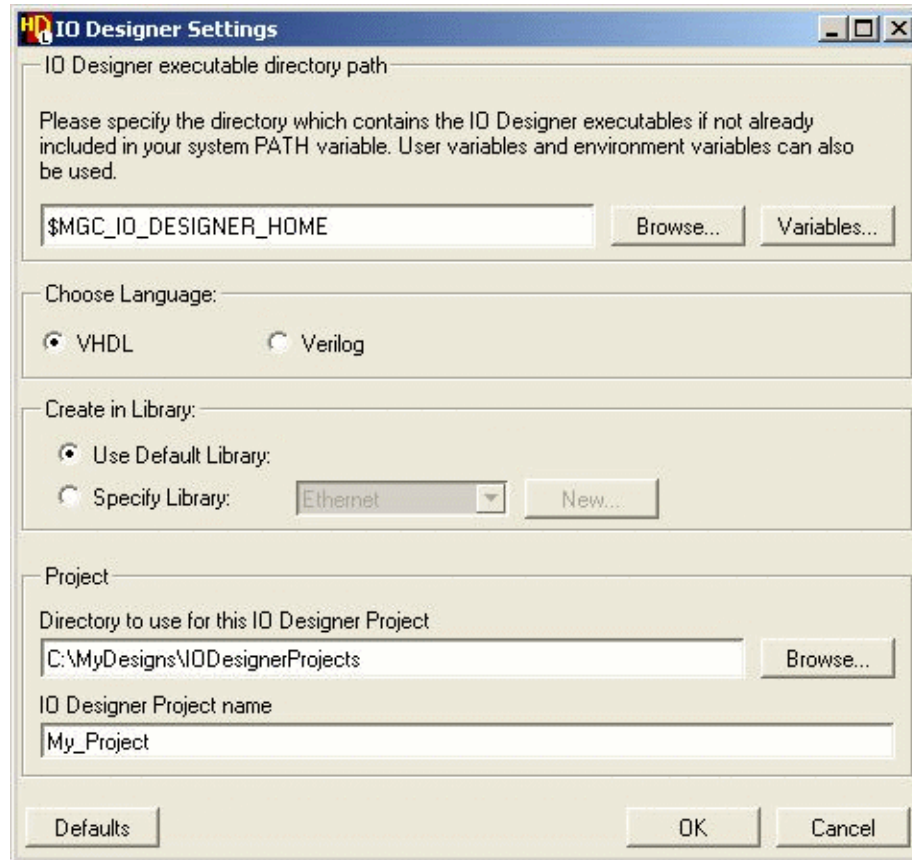 HDL IO Designer Settings
IO Designer executable directory path
Please specify the directory which contains the IO Designer executables if not already
included in your system PATH variable. User variables and environment variables can also
be used.
$MGC_IO_DESIGNER_HOME Browse... Variables...
Choose Language:
VHDL Verilog
Create in Library:
Use Default Library:
Specify Library: Ethernet New...
Project
Directory to use for this IO Designer Project
C:\MyDesigns\IODesignerProjects Browse...
IO Designer Project name
My_Project
Defaults OK Cancel